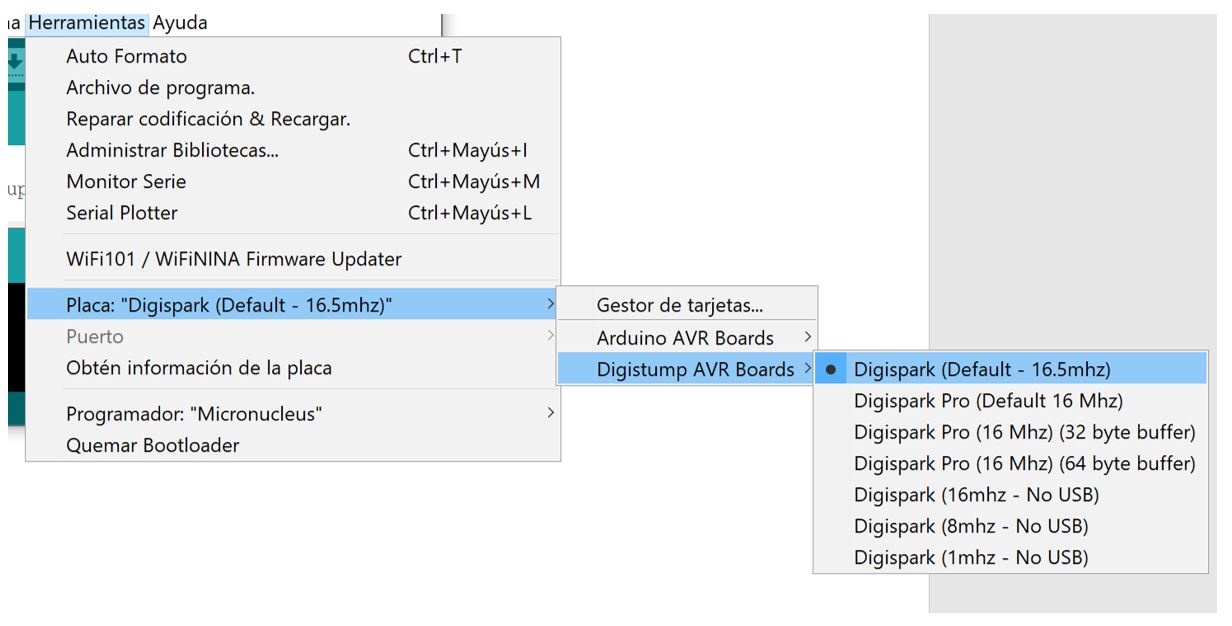 Herramientas Ayuda
Auto Formato Ctrl+T
Archivo de programa.
Reparar codificación & Recargar.
Administrar Bibliotecas... Ctrl+Mayús+I
Monitor Serie Ctrl+Mayús+M
Serial Plotter Ctrl+Mayús+L
WiFi101 / WiFiNINA Firmware Updater
Placa: "Digispark (Default - 16.5mhz)"
Puerto
Obtén información de la placa
Programador: "Micronucleus"
Quemar Bootloader
Gestor de tarjetas...
Arduino AVR Boards
Digistump AVR Boards
Digispark (Default - 16.5mhz)
Digispark Pro (Default 16 Mhz)
Digispark Pro (16 Mhz) (32 byte buffer)
Digispark Pro (16 Mhz) (64 byte buffer)
Digispark (16mhz - No USB)
Digispark (8mhz - No USB)
Digispark (1mhz - No USB)